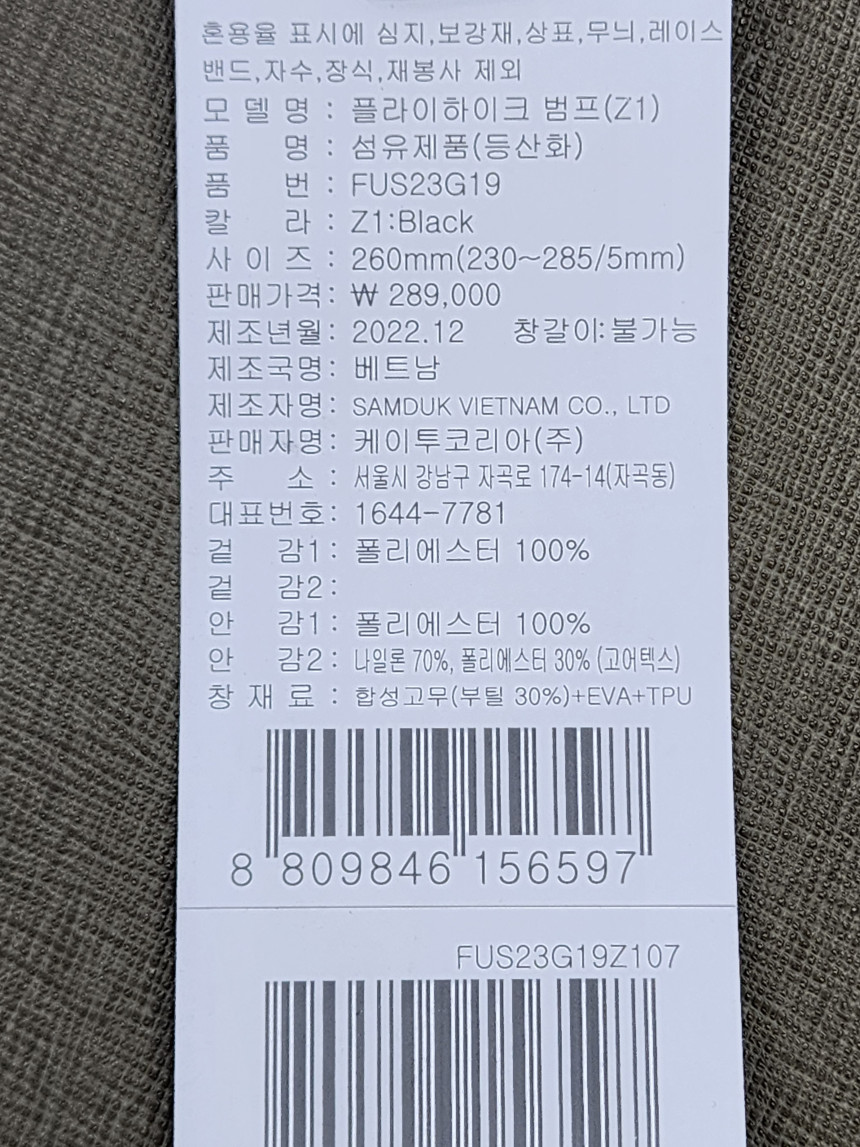 혼용율 표시에 심지,보강재,상표,무늬,레이스
밴드,자수,장식,재봉사 제외
모 델 명 : 플라이하이크 범프(Z1)
품 명 : 섬유제품(등산화)
품 번 : FUS23G19
칼 라 : Z1:Black
사 이 즈 : 260mm(230~285/5mm)
판매가격: ₩ 289,000
제조년월: 2022.12 창갈이:불가능
제조국명: 베트남
제조자명: SAMDUK VIETNAM CO., LTD
판매자명: 케이투코리아(주)
주 소 : 서울시 강남구 자곡로 174-14(자곡동)
대표번호: 1644-7781
겉 감1: 폴리에스터 100%
겉 감2:
안 감1: 폴리에스터 100%
안 감2: 나일론 70%, 폴리에스터 30% (고어텍스)
창 재 료 : 합성고무(부틸 30%)+EVA+TPU
8 809846 156597
FUS23G19Z107